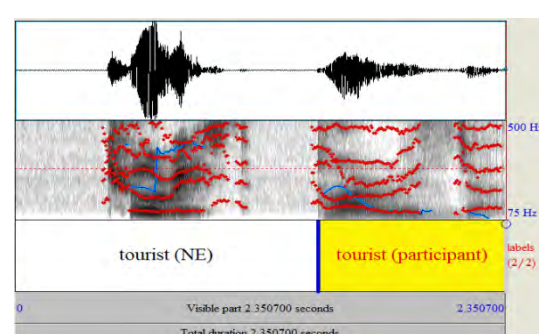 500 Hz
75 Hz
tourist (NE)
tourist (participant)
labels
(2/2)
0
Visible part 2.350700 seconds
2.350700
Total duration 2.350700 seconds